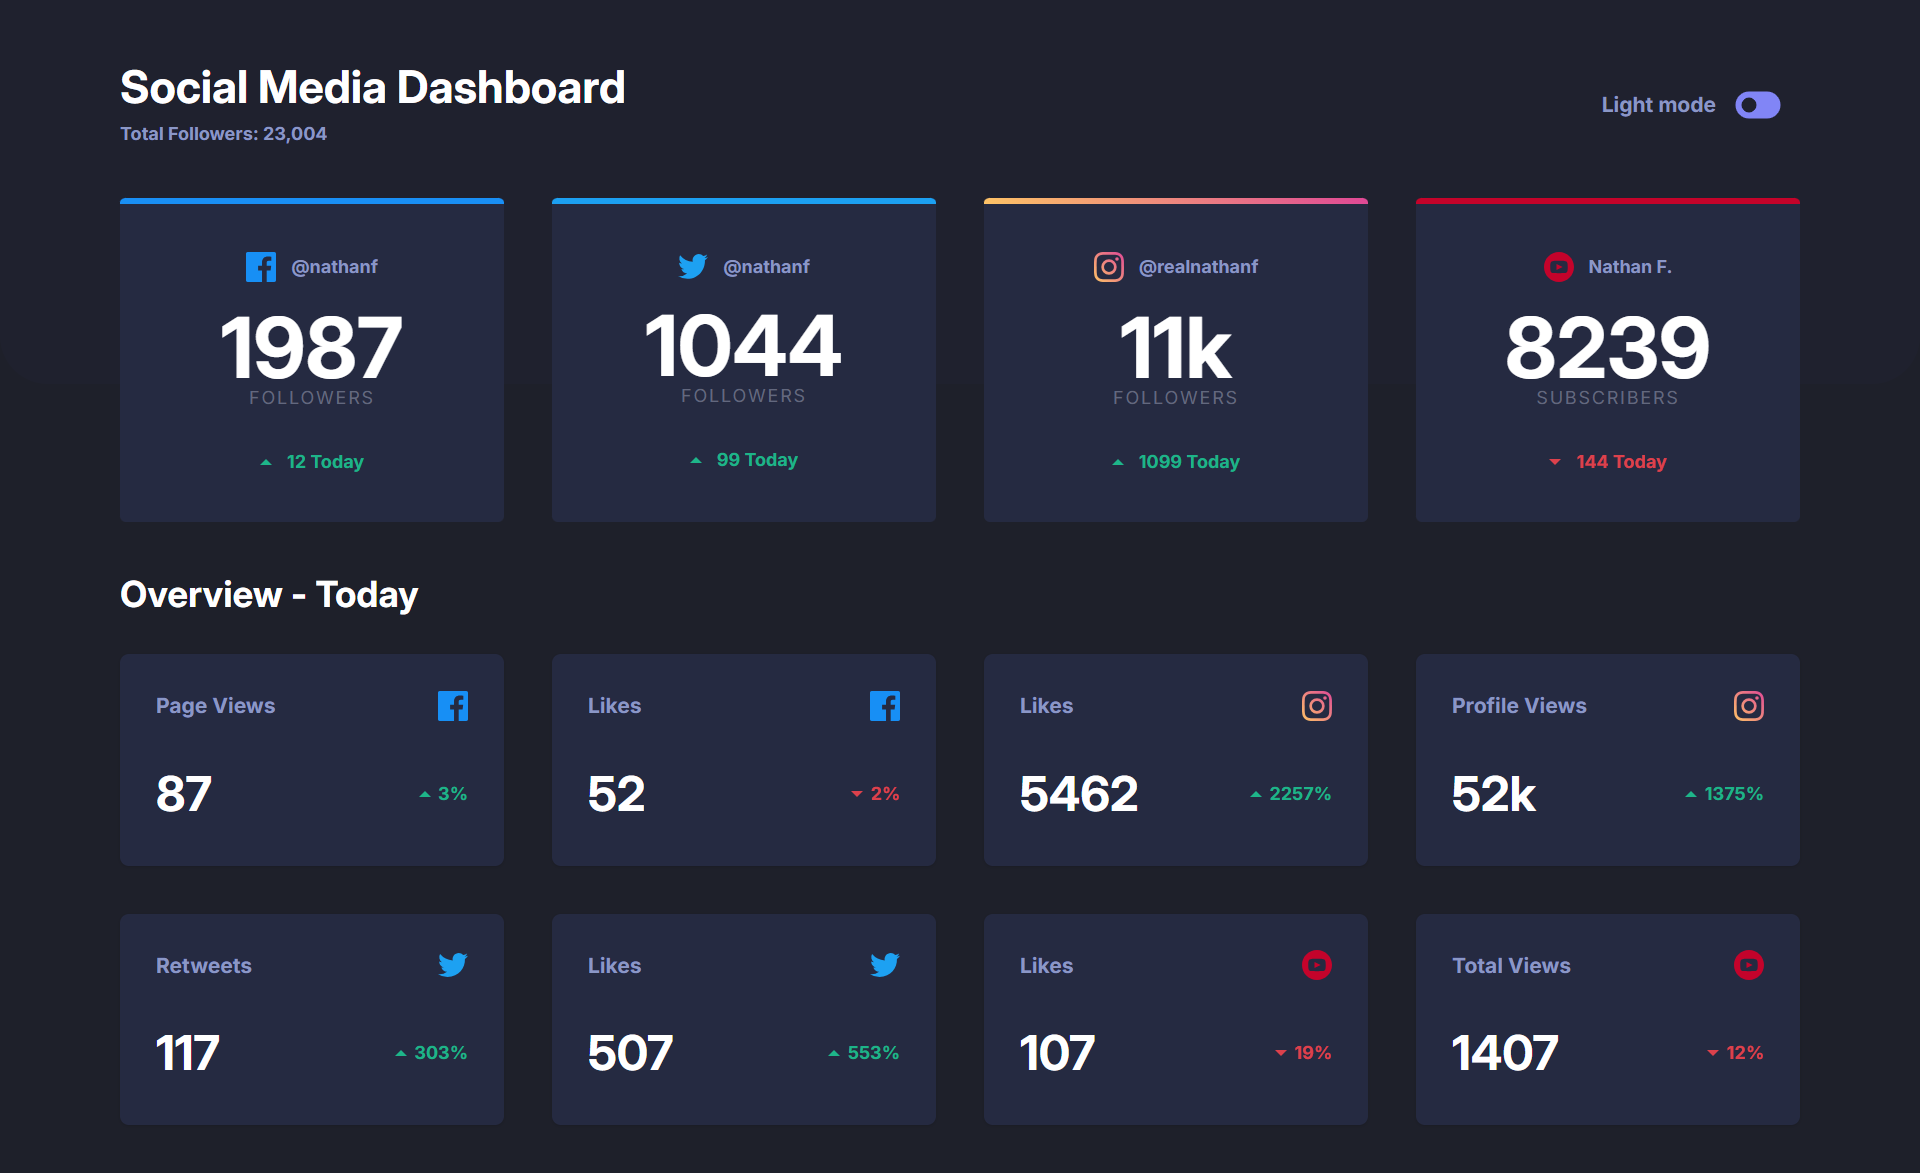 Social Media Dashboard
Total Followers: 23,004
Light mode
@nathanf
1987
FOLLOWERS
12 Today
@nathanf
1044
FOLLOWERS
99 Today
@realnathanf
11k
FOLLOWERS
1099 Today
Nathan F.
8239
SUBSCRIBERS
144 Today
Overview - Today
Page Views
87
3%
Likes
52
2%
Likes
5462
2257%
Profile Views
52k
1375%
Retweets
117
303%
Likes
507
553%
Likes
107
19%
Total Views
1407
12%